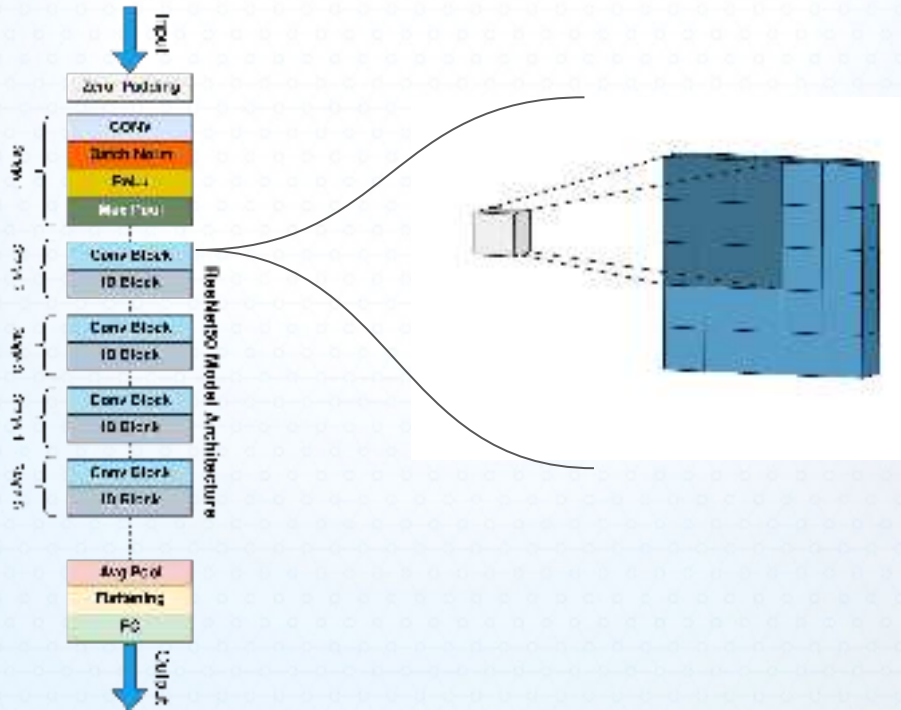 Input
Zero Padding
CONV
Batch Norm
ReLu
Max Pool
Conv Block
ID Block
Conv Block
ID Block
Conv Block
ID Block
Conv Block
ID Block
ResNet50 Model Architecture
Avg Pool
Flattening
FC
Output